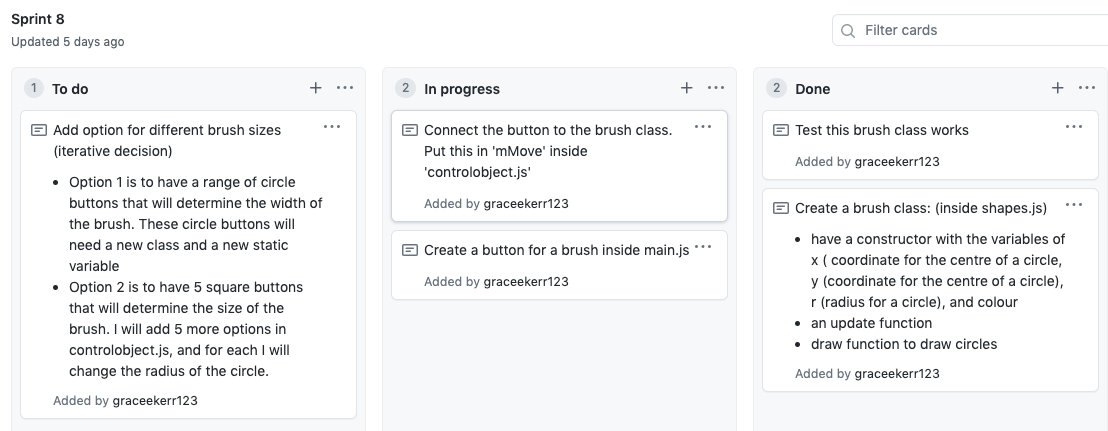 Sprint 8
Updated 5 days ago
Filter cards
1 To do
Add option for different brush sizes
(iterative decision)
• Option 1 is to have a range of circle
buttons that will determine the width of
the brush. These circle buttons will
need a new class and a new static
variable
• Option 2 is to have 5 square buttons
that will determine the size of the
brush. I will add 5 more options in
controlobject.js, and for each I will
change the radius of the circle.
Added by graceekerr123
2 In progress
Connect the button to the brush class.
Put this in 'mMove' inside
'controlobject.js'
Added by graceekerr123
Create a button for a brush inside main.js
Added by graceekerr123
2 Done
Test this brush class works
Added by graceekerr123
Create a brush class: (inside shapes.js)
• have a constructor with the variables of
x ( coordinate for the centre of a circle,
y (coordinate for the centre of a circle),
r (radius for a circle), and colour
• an update function
• draw function to draw circles
Added by graceekerr123